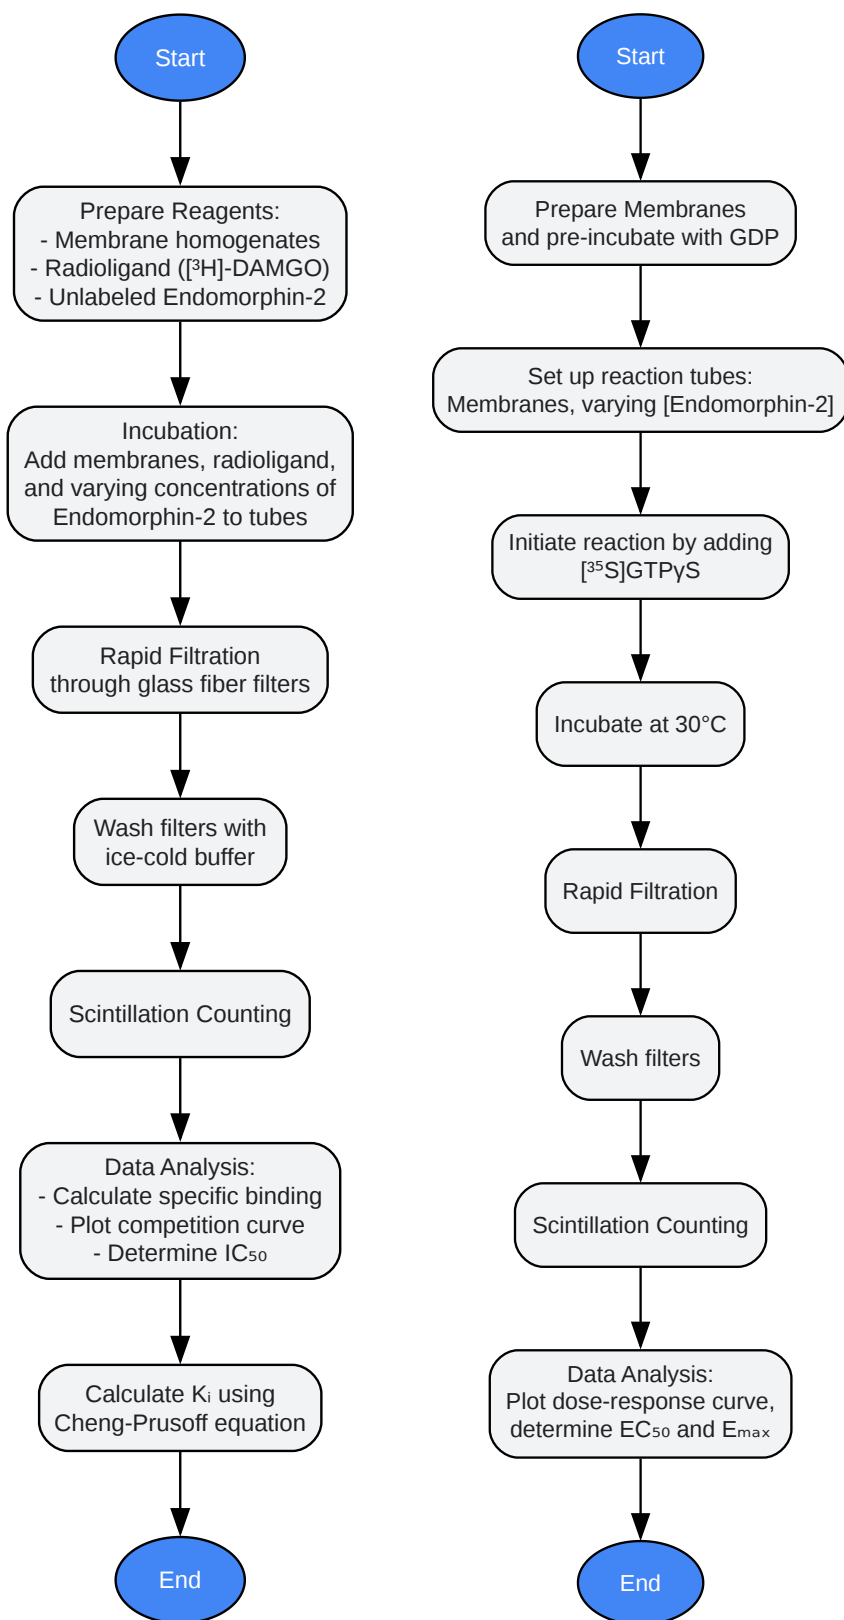 Start
Prepare Reagents:
- Membrane homogenates
- Radioligand ([³H]-DAMGO)
- Unlabeled Endomorphin-2
Incubation:
Add membranes, radioligand,
and varying concentrations of
Endomorphin-2 to tubes
Rapid Filtration
through glass fiber filters
Wash filters with
ice-cold buffer
Scintillation Counting
Data Analysis:
- Calculate specific binding
- Plot competition curve
- Determine IC₅₀
Calculate Kᵢ using
Cheng-Prusoff equation
End
Start
Prepare Membranes
and pre-incubate with GDP
Set up reaction tubes:
Membranes, varying [Endomorphin-2]
Initiate reaction by adding
[³⁵S]GTPγS
Incubate at 30°C
Rapid Filtration
Wash filters
Scintillation Counting
Data Analysis:
Plot dose-response curve,
determine EC₅₀ and Eₘₐₓ
End